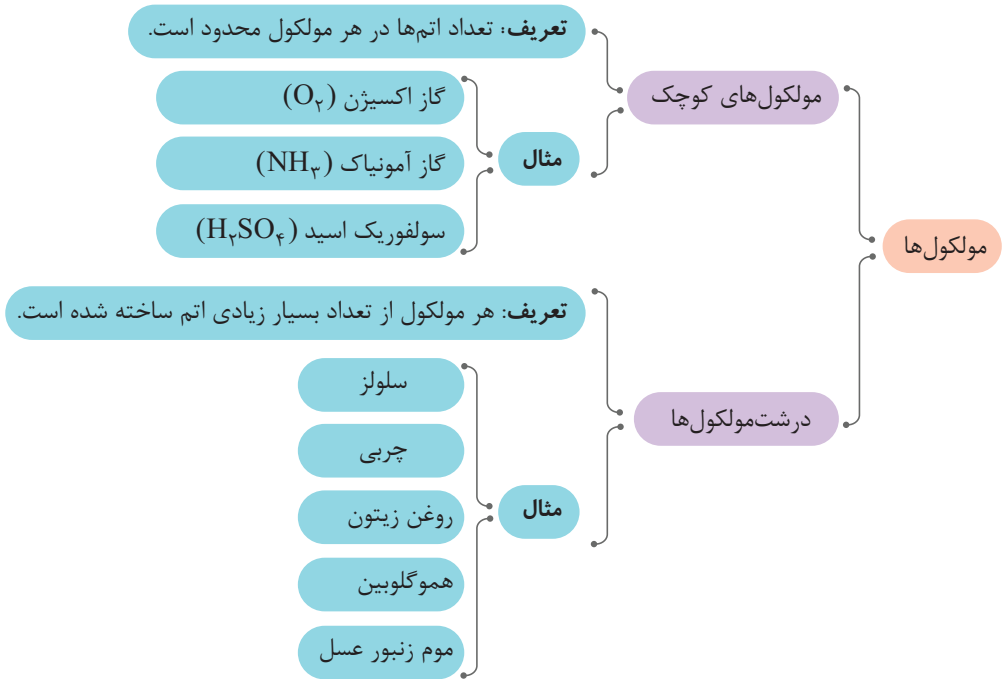 مولکول‌ها
مولکول‌های کوچک
تعریف: تعداد اتم‌ها در هر مولکول محدود است.
مثال
گاز اکسیژن (O۲)
گاز آمونیاک (NH۳)
سولفوریک اسید (H۲SO۴)
درشت‌مولکول‌ها
تعریف: هر مولکول از تعداد بسیار زیادی اتم ساخته شده است.
مثال
سلولز
چربی
روغن زیتون
هموگلوبین
موم زنبور عسل